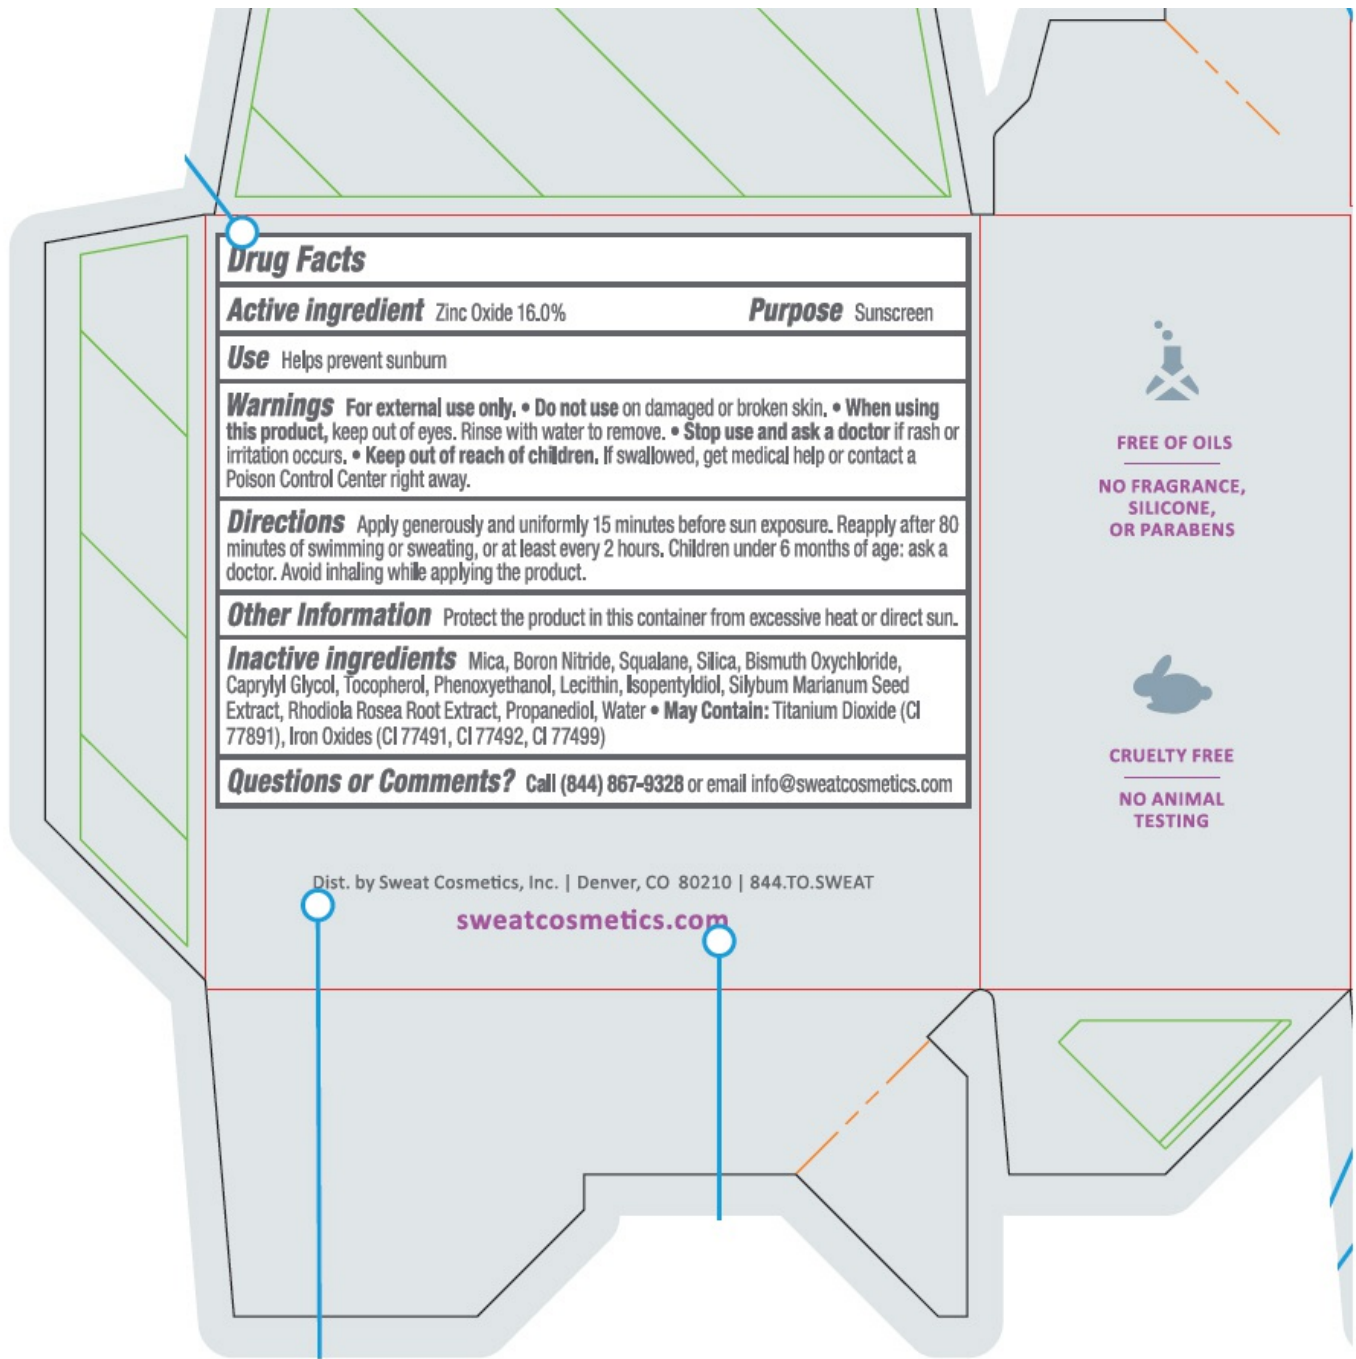 Drug Facts
Active ingredient Zinc Oxide 16.0% Purpose Sunscreen
Use Helps prevent sunburn
Warnings For external use only. • Do not use on damaged or broken skin. • When using
this product, keep out of eyes. Rinse with water to remove. • Stop use and ask a doctor if rash or
irritation occurs. • Keep out of reach of children. If swallowed, get medical help or contact a
Poison Control Center right away.
Directions Apply generously and uniformly 15 minutes before sun exposure. Reapply after 80
minutes of swimming or sweating, or at least every 2 hours. Children under 6 months of age: ask a
doctor. Avoid inhaling while applying the product.
Other Information Protect the product in this container from excessive heat or direct sun.
Inactive ingredients Mica, Boron Nitride, Squalane, Silica, Bismuth Oxychloride,
Caprylyl Glycol, Tocopherol, Phenoxyethanol, Lecithin, Isopentyldiol, Silybum Marianum Seed
Extract, Rhodiola Rosea Root Extract, Propanediol, Water • May Contain: Titanium Dioxide (CI
77891), Iron Oxides (CI 77491, CI 77492, CI 77499)
Questions or Comments? Call (844) 867-9328 or email info@sweatcosmetics.com
Dist. by Sweat Cosmetics, Inc. | Denver, CO 80210 | 844.TO.SWEAT
sweatcosmetics.com
FREE OF OILS
NO FRAGRANCE,
SILICONE,
OR PARABENS
CRUELTY FREE
NO ANIMAL
TESTING